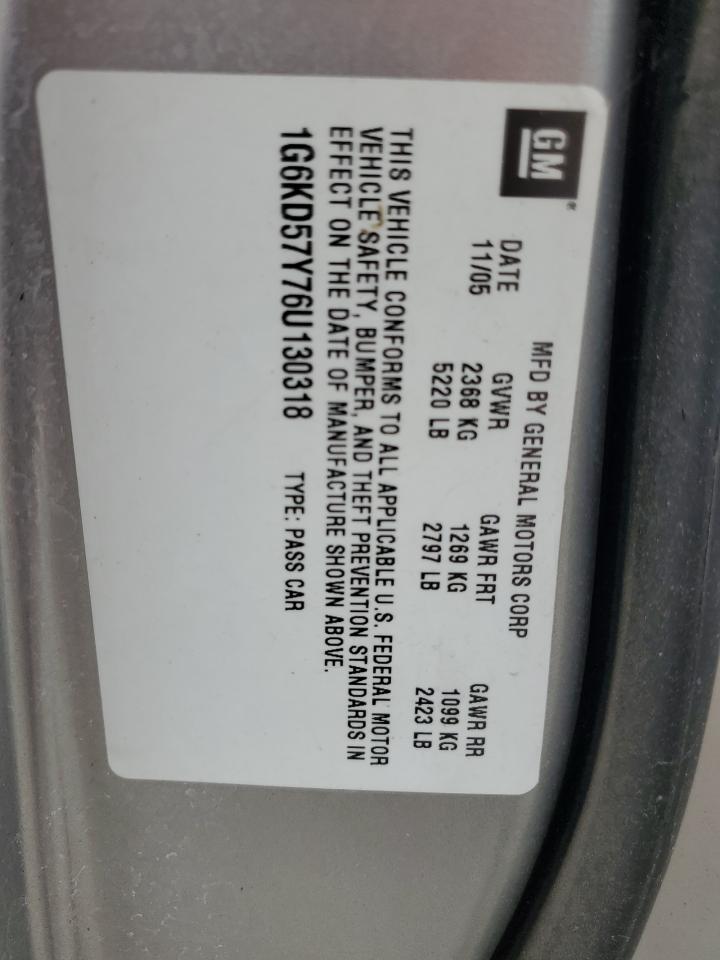 GM®
MFD BY GENERAL MOTORS CORP
DATE GVWR GAWR FRT GAWR RR
11/05 2368 KG 1269 KG 1099 KG
5220 LB 2797 LB 2423 LB
THIS VEHICLE CONFORMS TO ALL APPLICABLE U.S. FEDERAL MOTOR
VEHICLE SAFETY, BUMPER, AND THEFT PREVENTION STANDARDS IN
EFFECT ON THE DATE OF MANUFACTURE SHOWN ABOVE.
1G6KD57Y76U130318 TYPE: PASS CAR